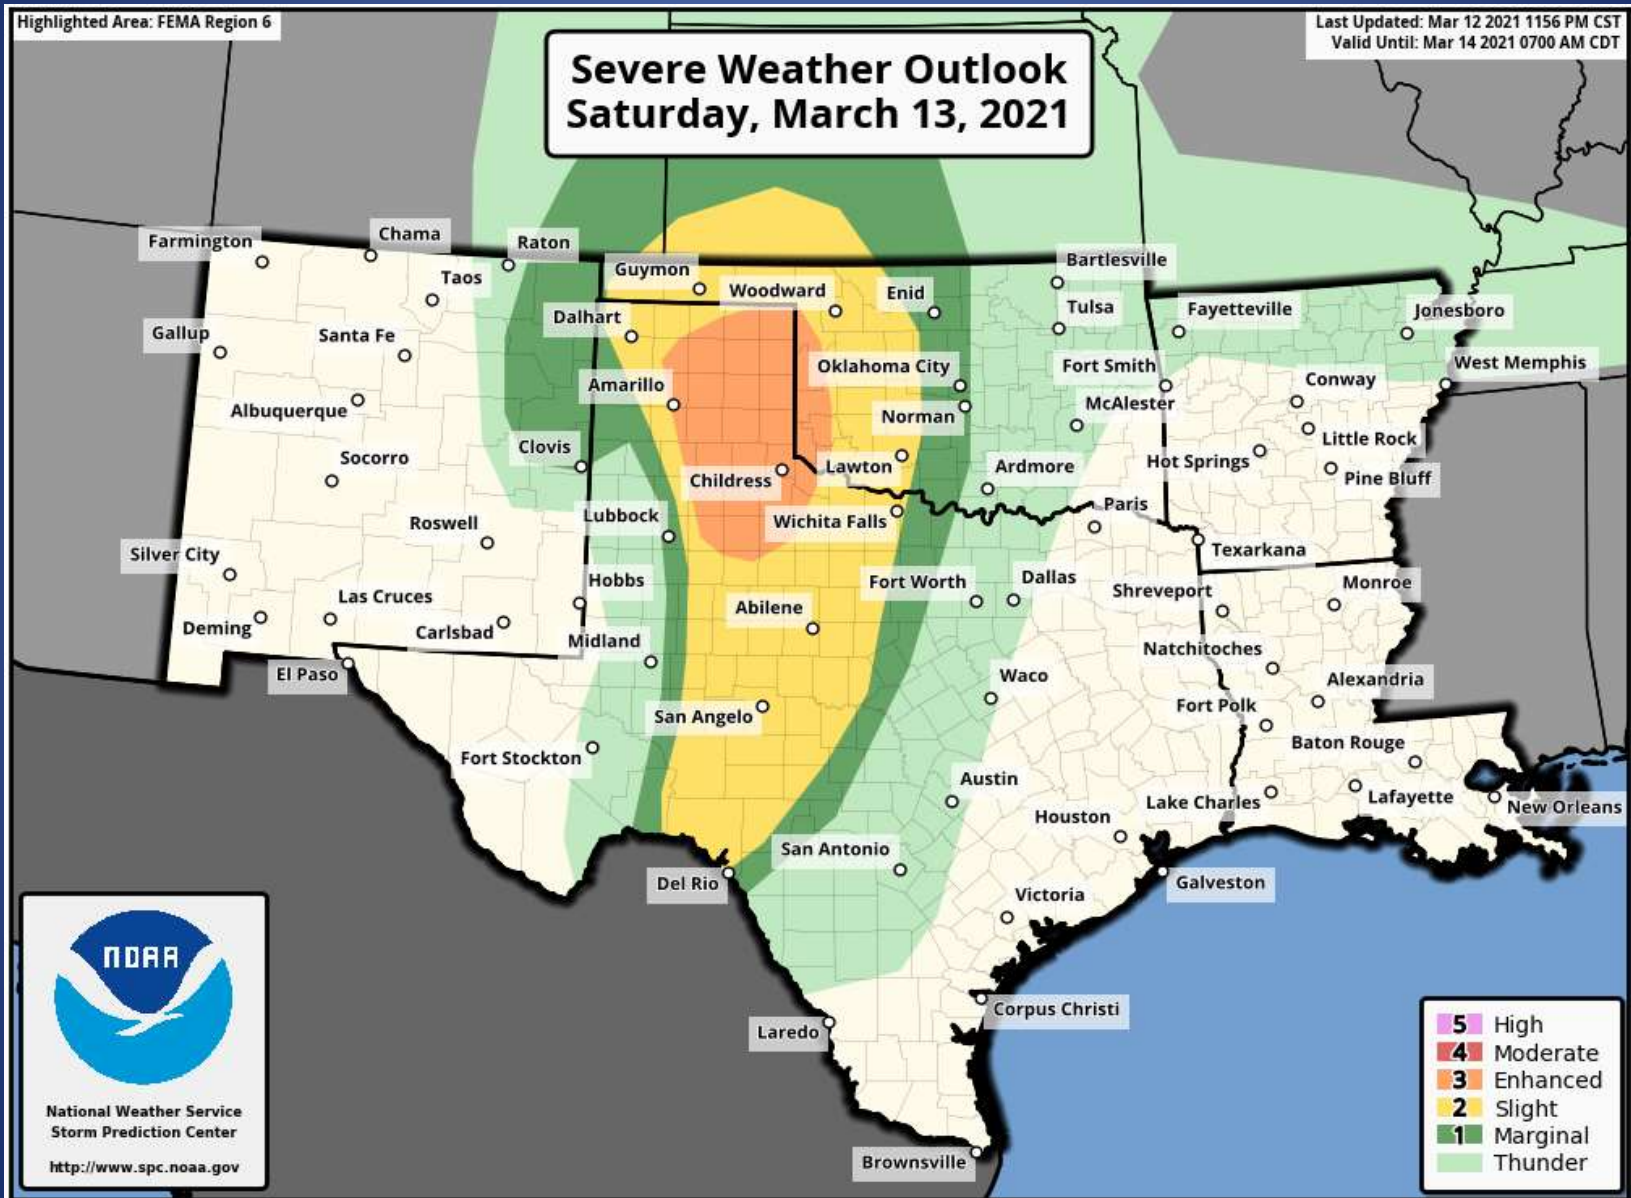 Highlighted Area: FEMA Region 6
Last Updated: Mar 12 2021 1156 PM CST
Valid Until: Mar 14 2021 0700 AM CDT
Severe Weather Outlook
Saturday, March 13, 2021
Farmington
Chama
Raton
Taos
Guymon
Woodward
Enid
Bartlesville
Dalhart
Tulsa
Fayetteville
Jonesboro
Gallup
Santa Fe
Oklahoma City
Fort Smith
West Memphis
Amarillo
Conway
Albuquerque
Norman
McAlester
Clovis
Socorro
Little Rock
Childress
Lawton
Ardmore
Hot Springs
Pine Bluff
Roswell
Lubbock
Wichita Falls
Paris
Silver City
Texarkana
Hobbs
Fort Worth
Dallas
Shreveport
Monroe
Las Cruces
Abilene
Deming
Carlsbad
Midland
Natchitoches
El Paso
Waco
Alexandria
San Angelo
Fort Polk
Fort Stockton
Baton Rouge
Austin
Lake Charles
Lafayette
New Orleans
Houston
San Antonio
Del Rio
Galveston
Victoria
Corpus Christi
Laredo
Brownsville
NOAA
National Weather Service
Storm Prediction Center
http://www.spc.noaa.gov
5 High
4 Moderate
3 Enhanced
2 Slight
1 Marginal
Thunder